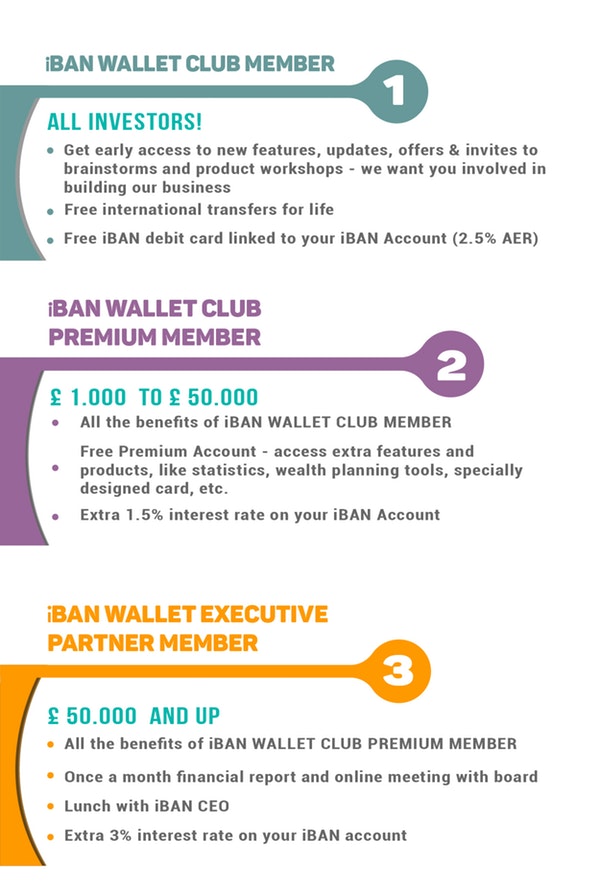 iBAN WALLET CLUB MEMBER
1
ALL INVESTORS!
Get early access to new features, updates, offers & invites to
brainstorms and product workshops - we want you involved in
building our business
Free international transfers for life
Free iBAN debit card linked to your iBAN Account (2.5% AER)
iBAN WALLET CLUB
PREMIUM MEMBER
2
£ 1.000 TO £ 50.000
All the benefits of iBAN WALLET CLUB MEMBER
Free Premium Account - access extra features and
products, like statistics, wealth planning tools, specially
designed card, etc.
Extra 1.5% interest rate on your iBAN Account
iBAN WALLET EXECUTIVE
PARTNER MEMBER
3
£ 50.000 AND UP
All the benefits of iBAN WALLET CLUB PREMIUM MEMBER
Once a month financial report and online meeting with board
Lunch with iBAN CEO
Extra 3% interest rate on your iBAN account